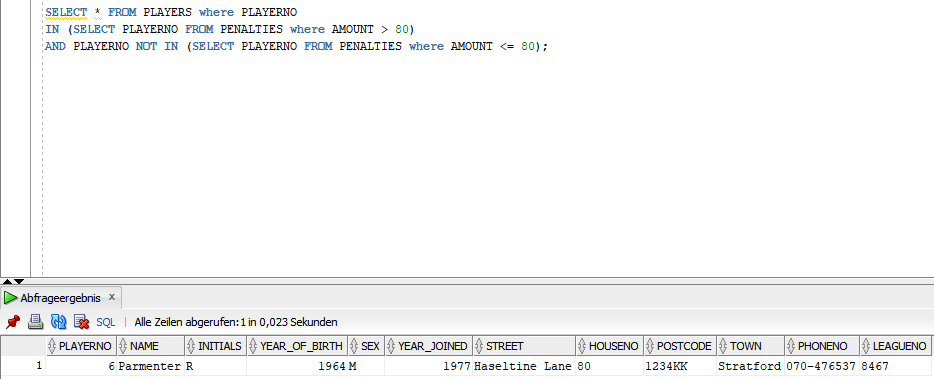 SELECT * FROM PLAYERS where PLAYERNO
IN (SELECT PLAYERNO FROM PENALTIES where AMOUNT > 80)
AND PLAYERNO NOT IN (SELECT PLAYERNO FROM PENALTIES where AMOUNT <= 80);
Abfrageergebnis x
SQL | Alle Zeilen abgerufen: 1 in 0,023 Sekunden
PLAYERNO NAME INITIALS YEAR_OF_BIRTH SEX YEAR_JOINED STREET HOUSENO POSTCODE TOWN PHONENO LEAGUENO
1 6 Parmenter R 1964 M 1977 Haseltine Lane 80 1234KK Stratford 070-476537 8467